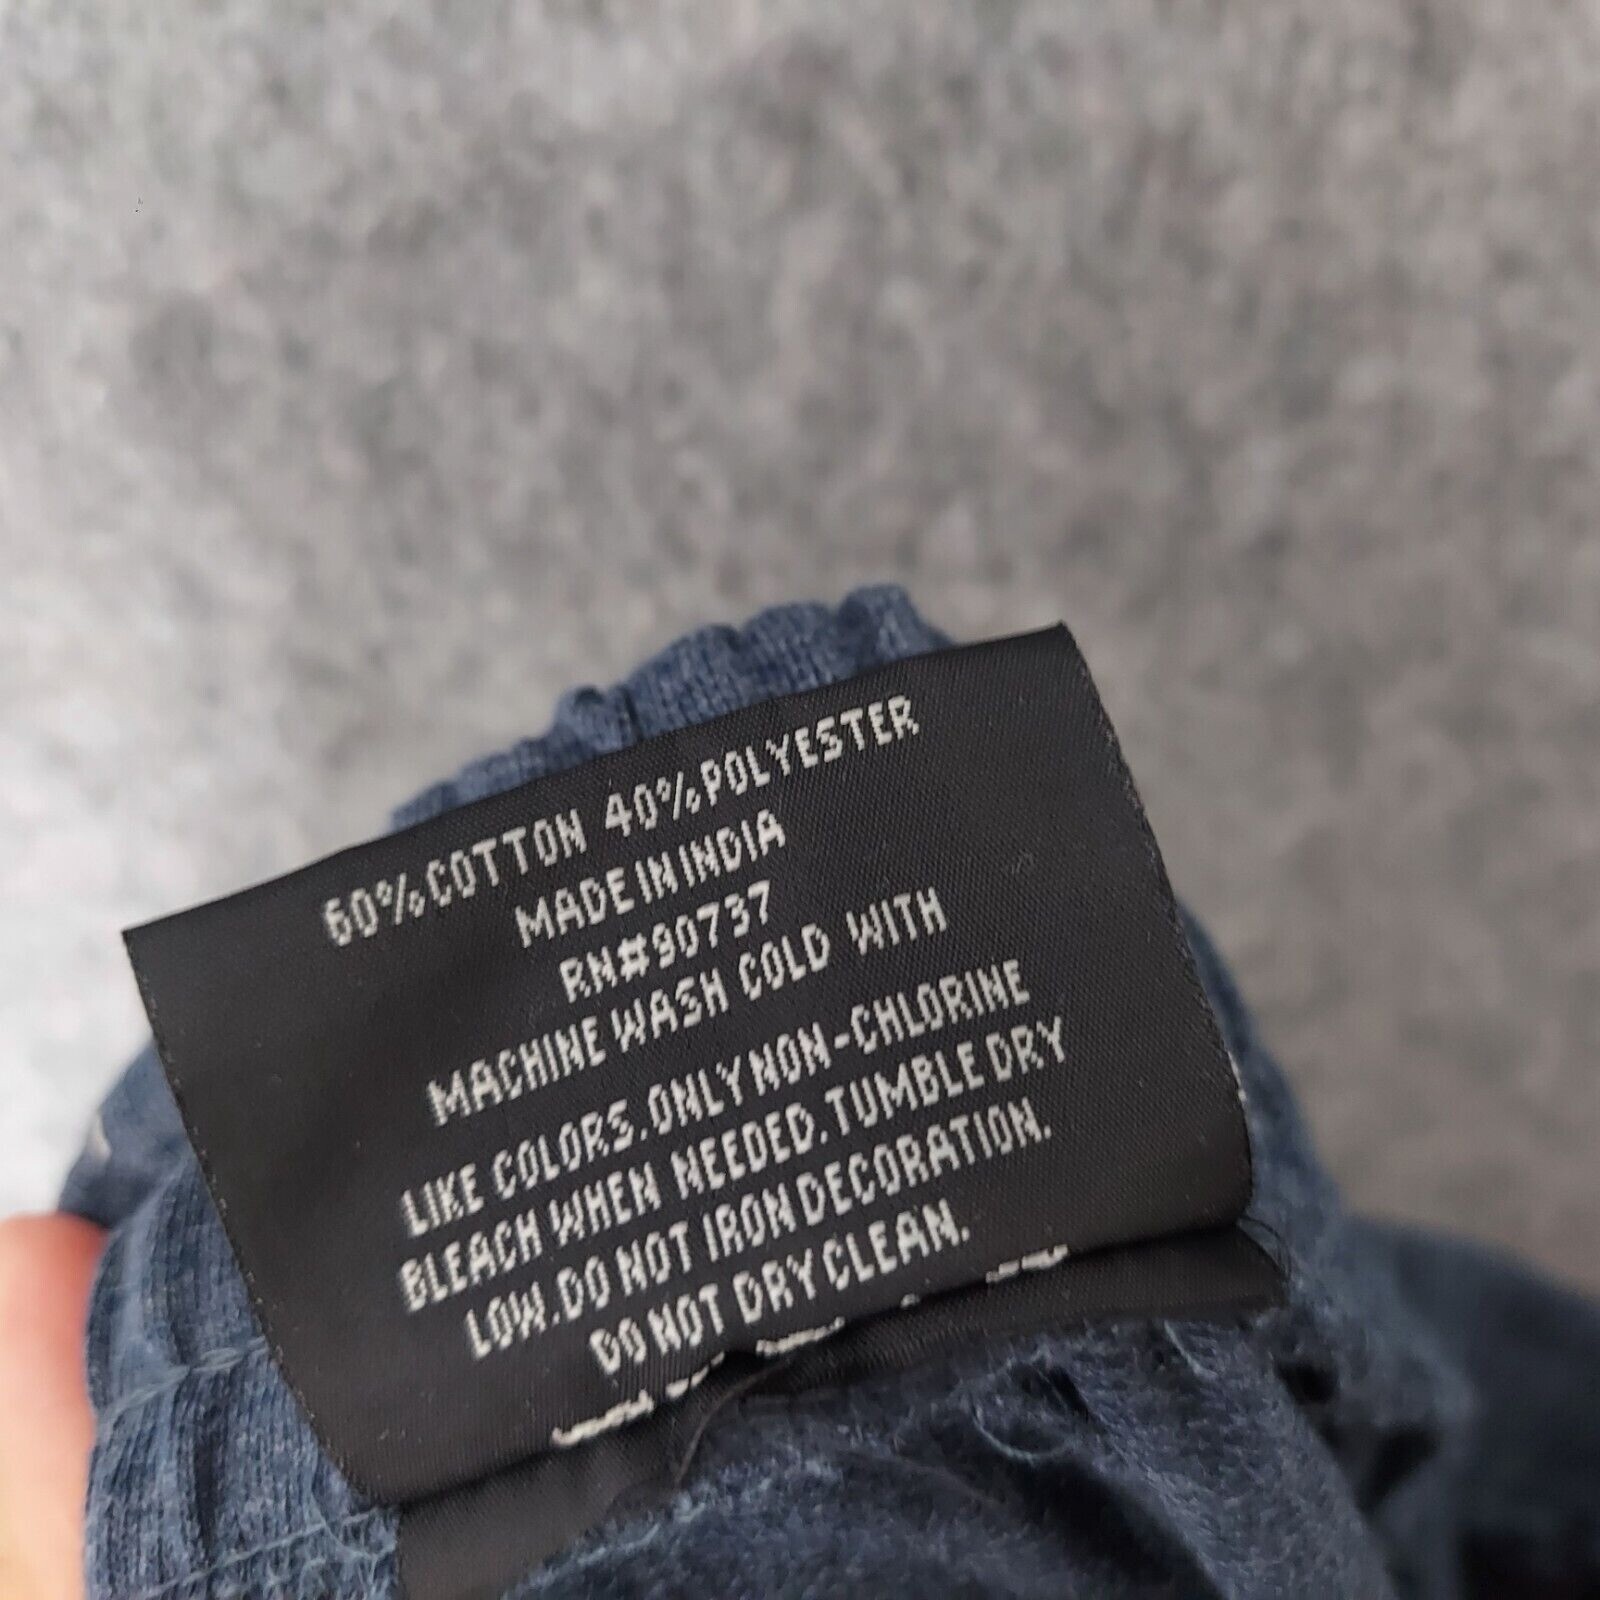 60% COTTON 40% POLYESTER
MADE IN INDIA
RN#90737
MACHINE WASH COLD WITH
LIKE COLORS. ONLY NON-CHLORINE
BLEACH WHEN NEEDED. TUMBLE DRY
LOW. DO NOT IRON DECORATION.
DO NOT DRY CLEAN.